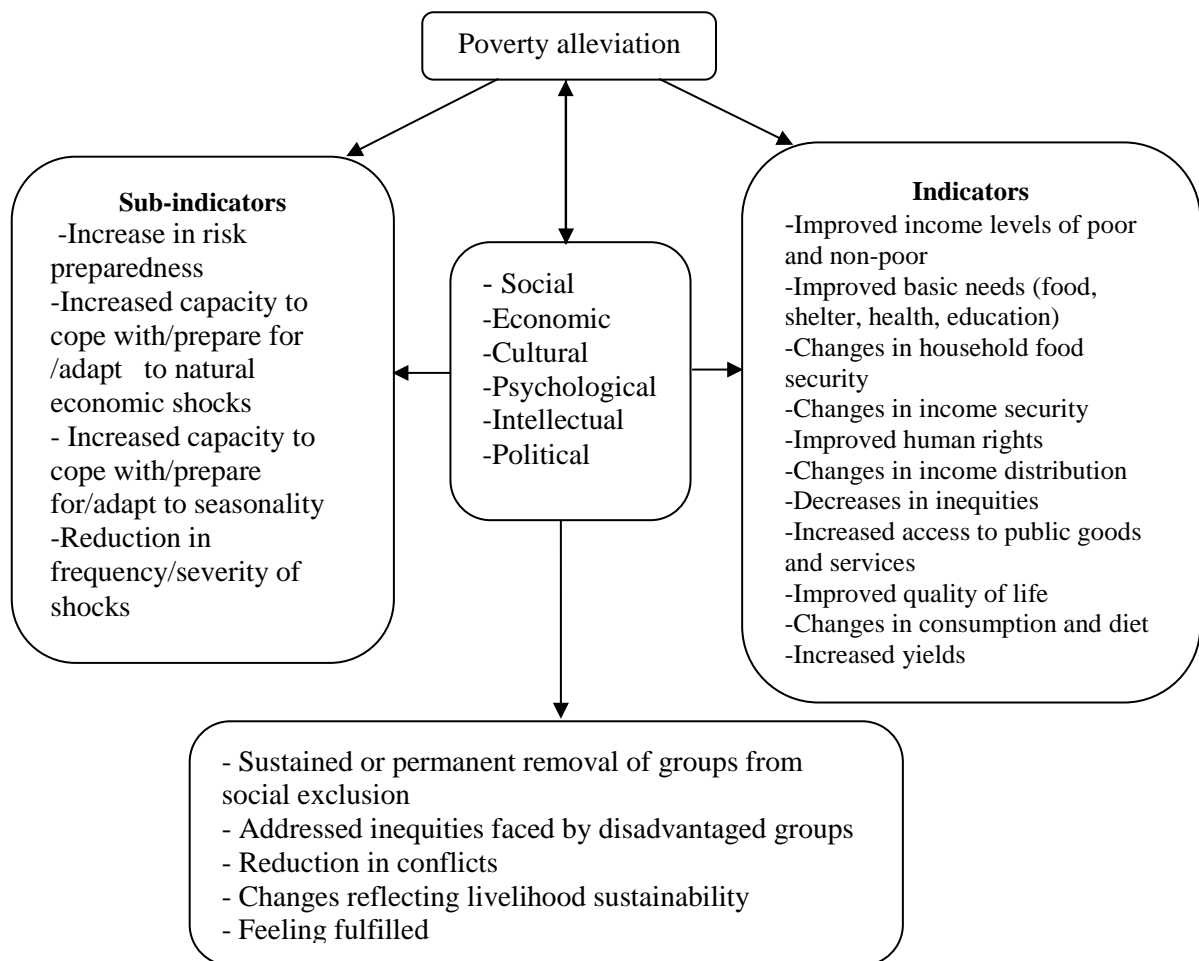 Poverty alleviation
Sub-indicators
-Increase in risk
preparedness
-Increased capacity to
cope with/prepare for
/adapt to natural
economic shocks
- Increased capacity to
cope with/prepare
for/adapt to seasonality
-Reduction in
frequency/severity of
shocks
- Social
-Economic
-Cultural
-Psychological
-Intellectual
-Political
Indicators
-Improved income levels of poor
and non-poor
-Improved basic needs (food,
shelter, health, education)
-Changes in household food
security
-Changes in income security
-Improved human rights
-Changes in income distribution
-Decreases in inequities
-Increased access to public goods
and services
-Improved quality of life
-Changes in consumption and diet
-Increased yields
- Sustained or permanent removal of groups from
social exclusion
- Addressed inequities faced by disadvantaged groups
- Reduction in conflicts
- Changes reflecting livelihood sustainability
- Feeling fulfilled